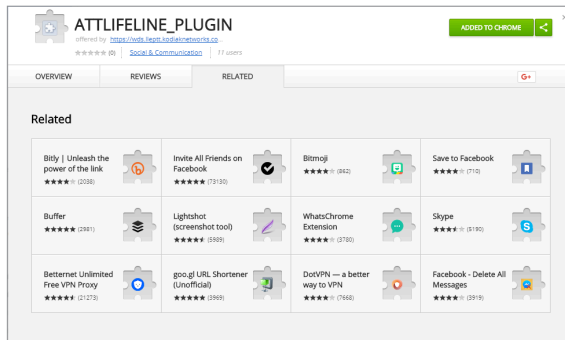 ATTLIFELINE_PLUGIN
ADDED TO CHROME
offered by https://wds.lleptt.kodiaknetworks.co...
(0) Social & Communication 11 users
OVERVIEW REVIEWS RELATED
G+
Related
Bitly | Unleash the
power of the link
(2038)
Invite All Friends on
Facebook
(73130)
Bitmoji
(862)
Save to Facebook
(710)
Buffer
(2981)
Lightshot
(screenshot tool)
(5989)
WhatsChrome
Extension
(3780)
Skype
(5190)
Betternet Unlimited
Free VPN Proxy
(21273)
goo.gl URL Shortener
(Unofficial)
(3969)
DotVPN — a better
way to VPN
(7668)
Facebook - Delete All
Messages
(3919)